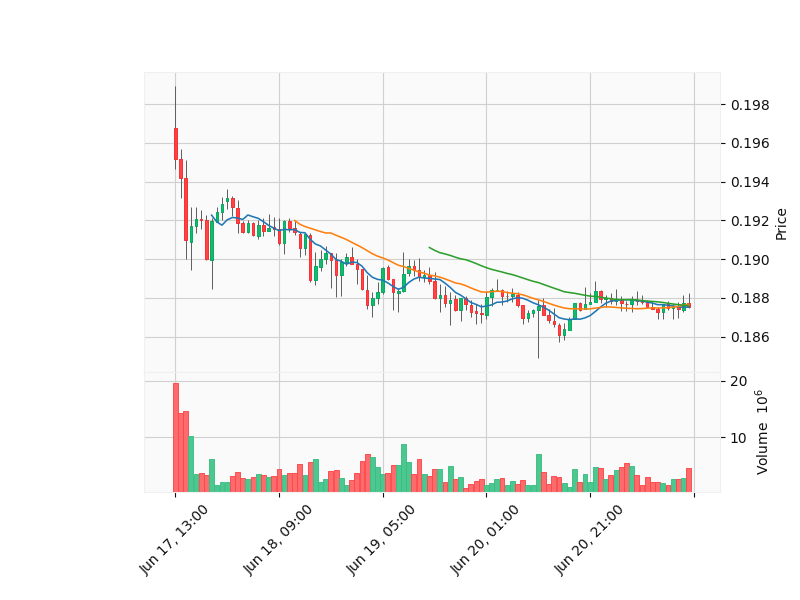 0.198
0.196
0.194
0.192
0.190
0.188
0.186
Price
20
10
Volume 10^6
Jun 17, 13:00
Jun 18, 09:00
Jun 19, 05:00
Jun 20, 01:00
Jun 20, 21:00